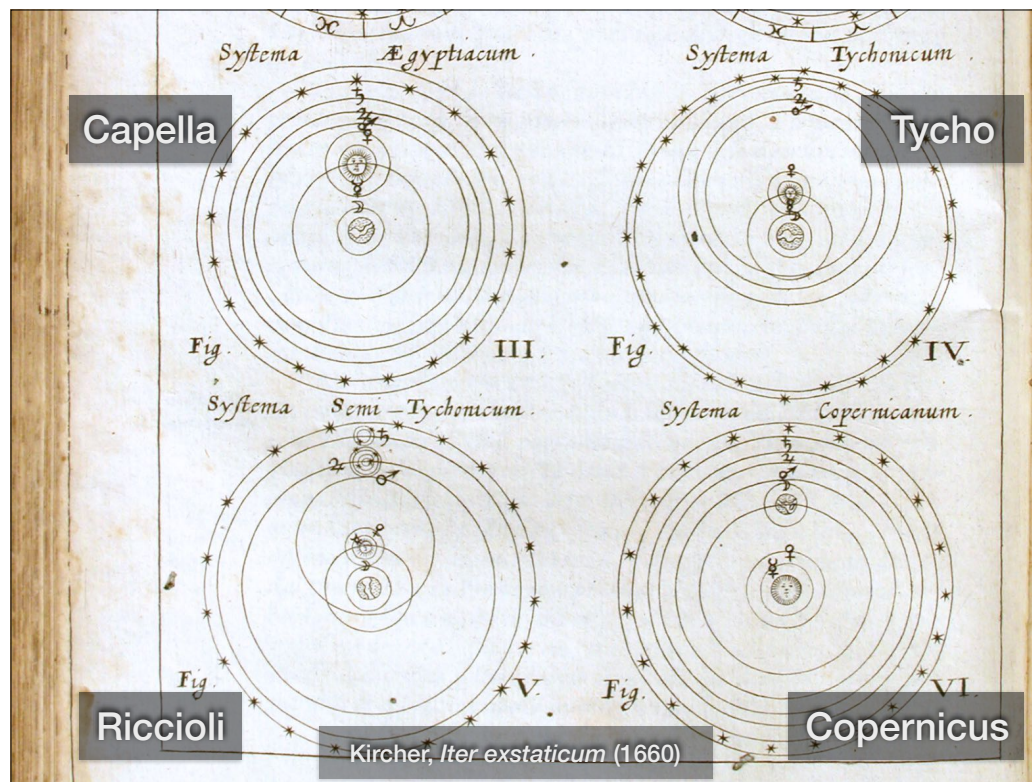 Systema Ægyptiacum.
Systema Tychonicum.
Capella
Tycho
Fig. III
Fig. IV.
Systema Semi-Tychonicum
Systema Copernicanum.
Fig. V.
Fig. VI.
Riccioli
Copernicus
Kircher, Iter exstaticum (1660)